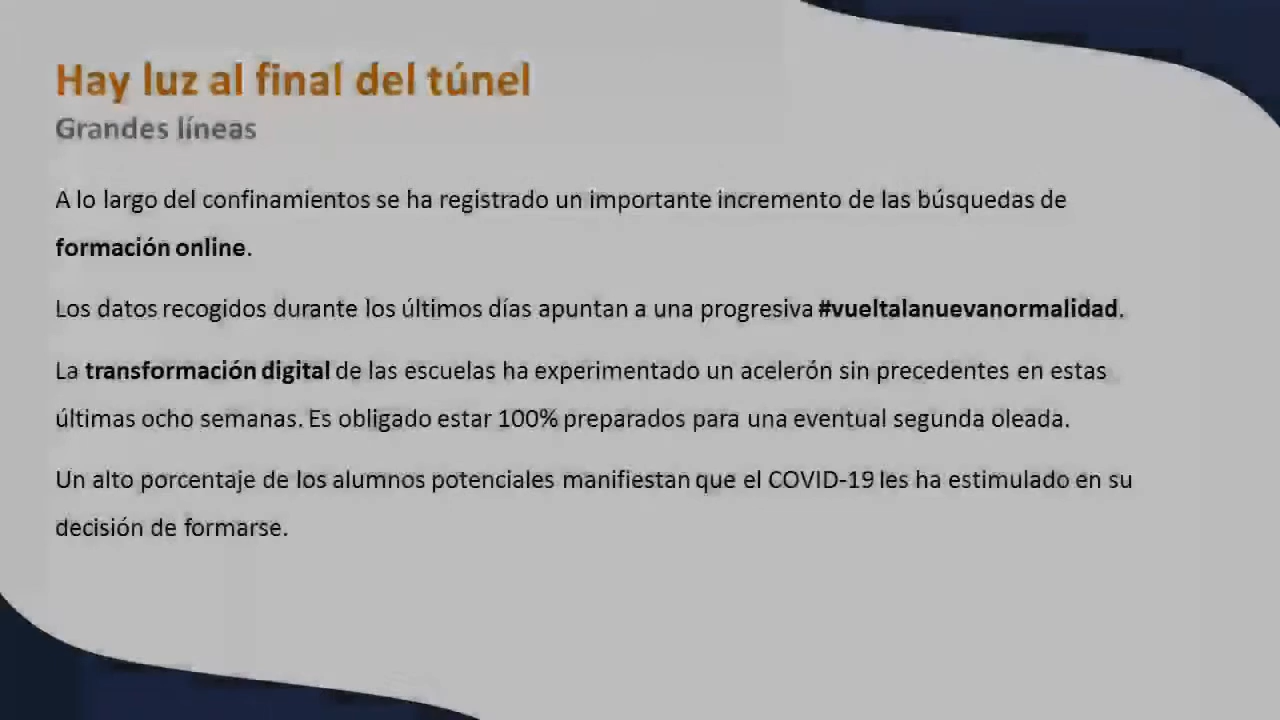 Hay luz al final del túnel
Grandes líneas
A lo largo del confinamientos se ha registrado un importante incremento de las búsquedas de
formación online.
Los datos recogidos durante los últimos días apuntan a una progresiva #vueltalanuevanormalidad.
La transformación digital de las escuelas ha experimentado un acelerón sin precedentes en estas
últimas ocho semanas. Es obligado estar 100% preparados para una eventual segunda oleada.
Un alto porcentaje de los alumnos potenciales manifiestan que el COVID-19 les ha estimulado en su
decisión de formarse.